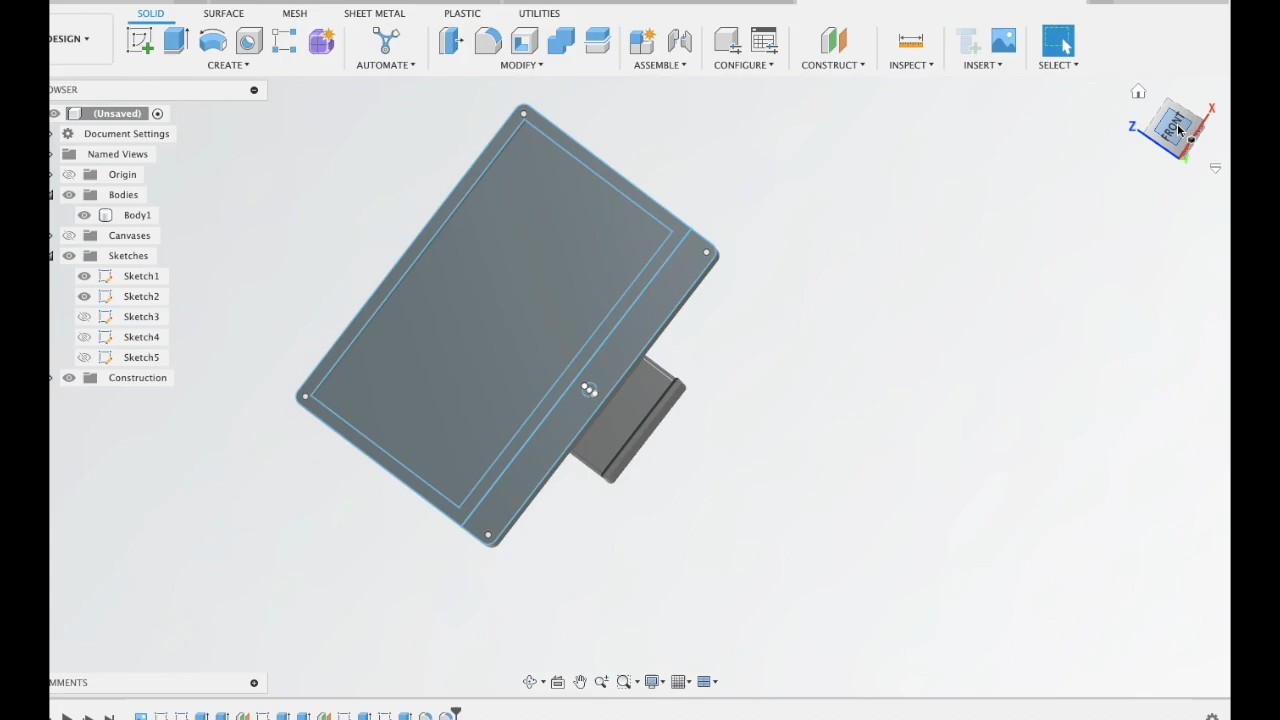 SOLID SURFACE MESH SHEET METAL PLASTIC UTILITIES
DESIGN
CREATE AUTOMATE MODIFY ASSEMBLE CONFIGURE CONSTRUCT INSPECT INSERT SELECT
OWSER
(Unsaved)
Document Settings
Named Views
Origin
Bodies
Body1
Canvases
Sketches
Sketch1
Sketch2
Sketch3
Sketch4
Sketch5
Construction
X
Z
FRONT
MMENTS